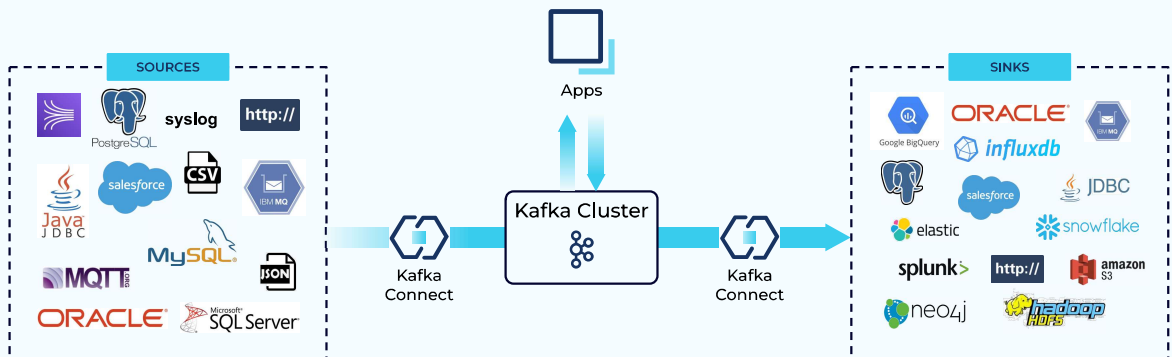 SOURCES
PostgreSQL
syslog
http://
Java
JDBC
salesforce
CSV
IBM MQ
MySQL®
MQTT.ORG
JSON
ORACLE®
Microsoft®
SQL Server®
Apps
Kafka Cluster
Kafka
Connect
Kafka
Connect
SINKS
Google BigQuery
ORACLE®
IBM MQ
influxdb
salesforce
JDBC
elastic
snowflake
splunk>
http://
amazon
S3
neo4j
hadoop
HDFS